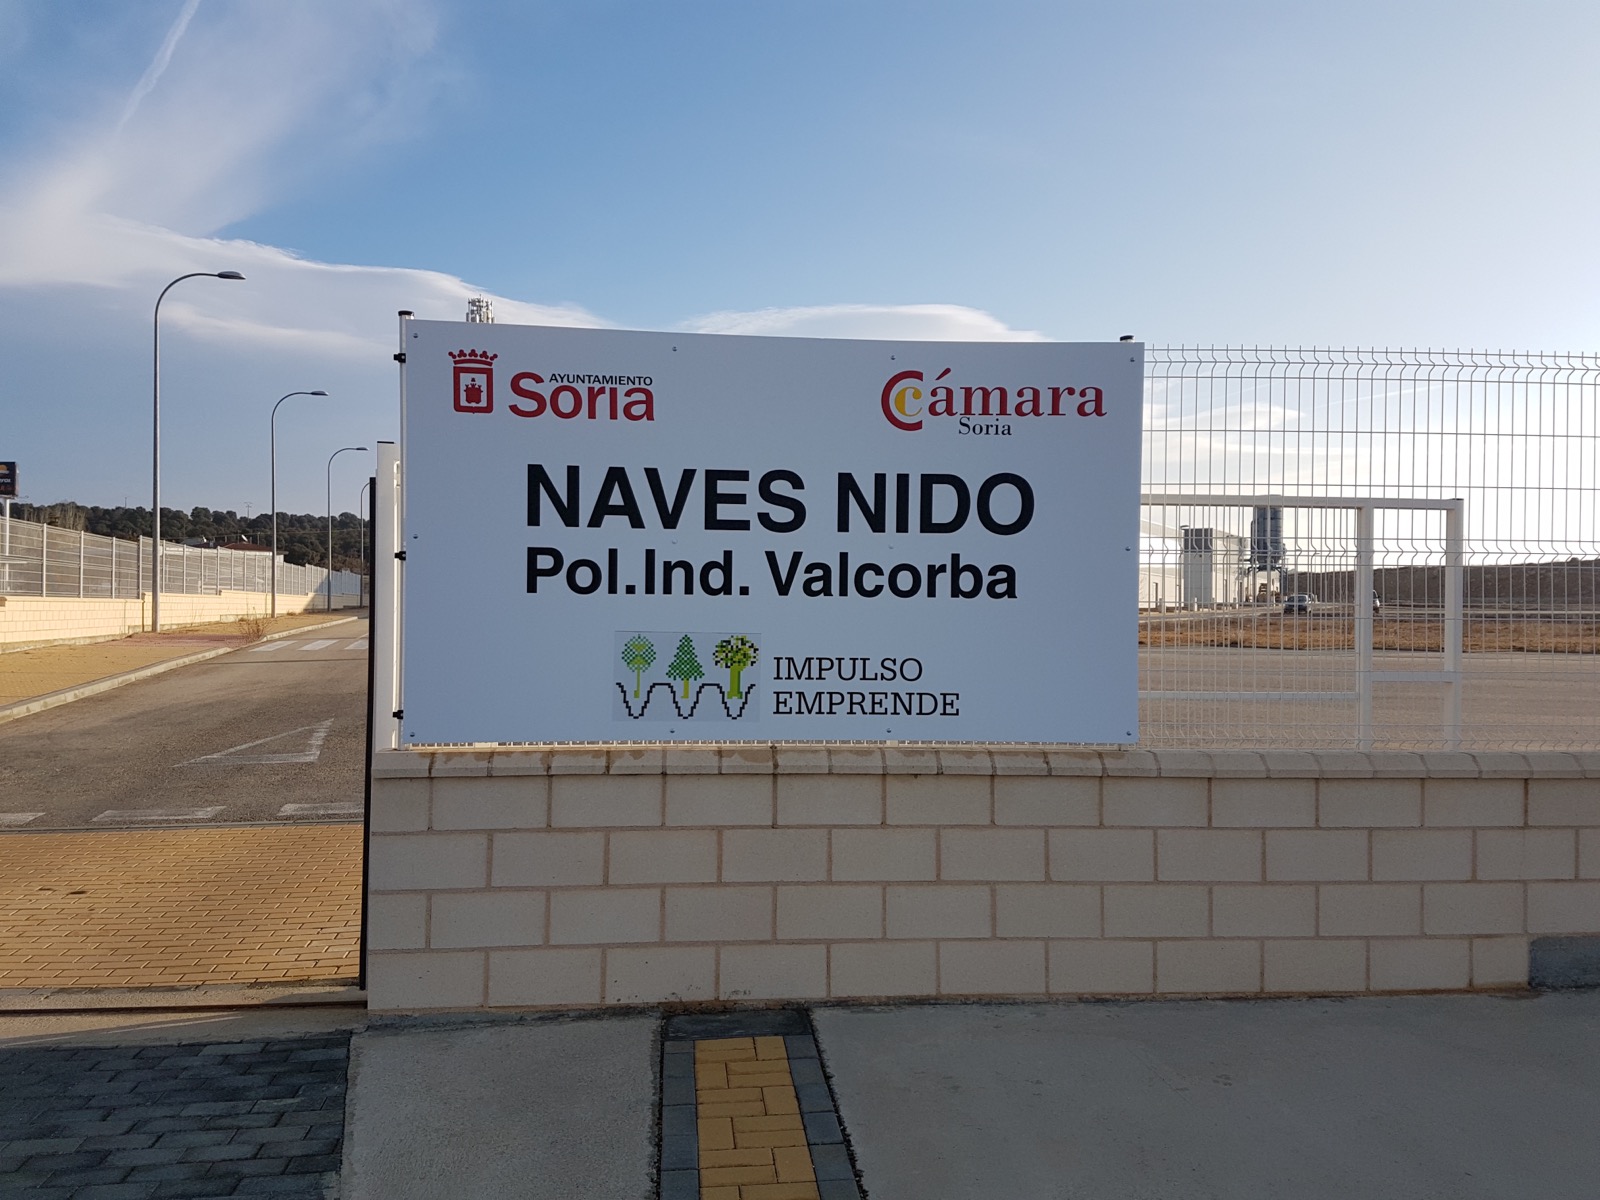 AYUNTAMIENTO
Soria
Cámara
Soria
NAVES NIDO
Pol.Ind. Valcorba
IMPULSO
EMPRENDE